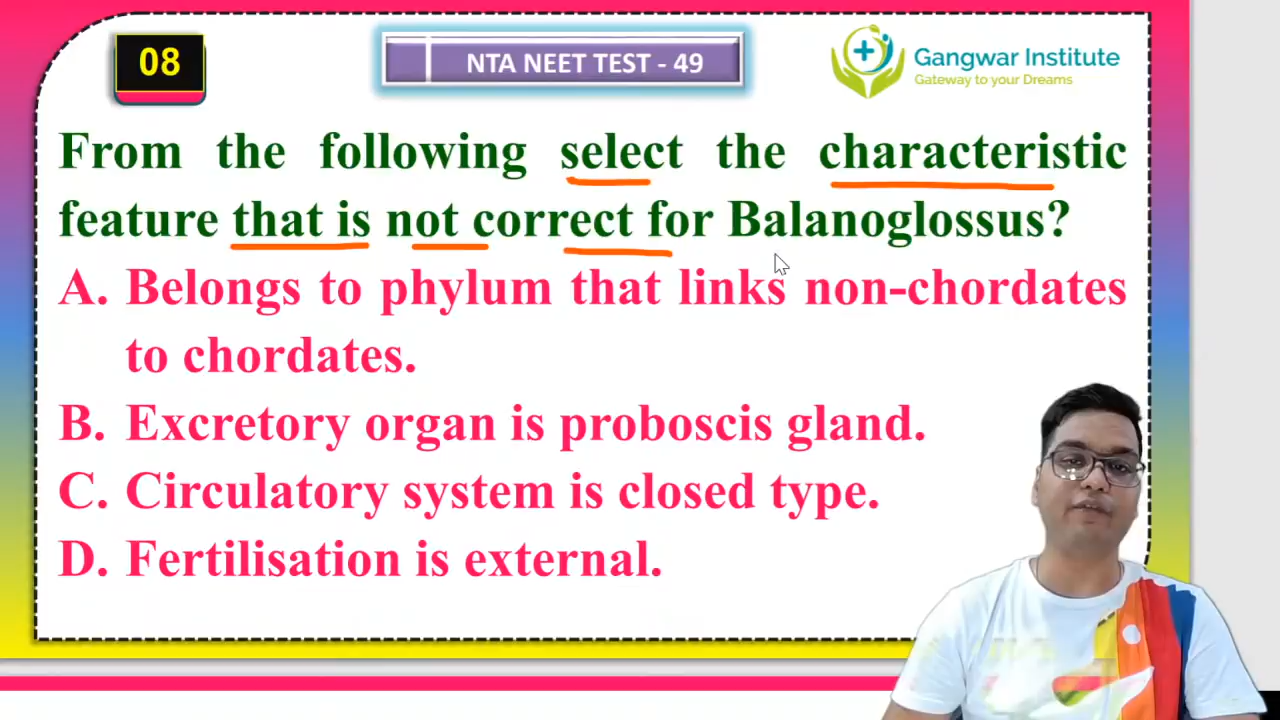 08
NTA NEET TEST - 49
Gangwar Institute
Gateway to your Dreams
From the following select the characteristic
feature that is not correct for Balanoglossus?
A. Belongs to phylum that links non-chordates
to chordates.
B. Excretory organ is proboscis gland.
C. Circulatory system is closed type.
D. Fertilisation is external.